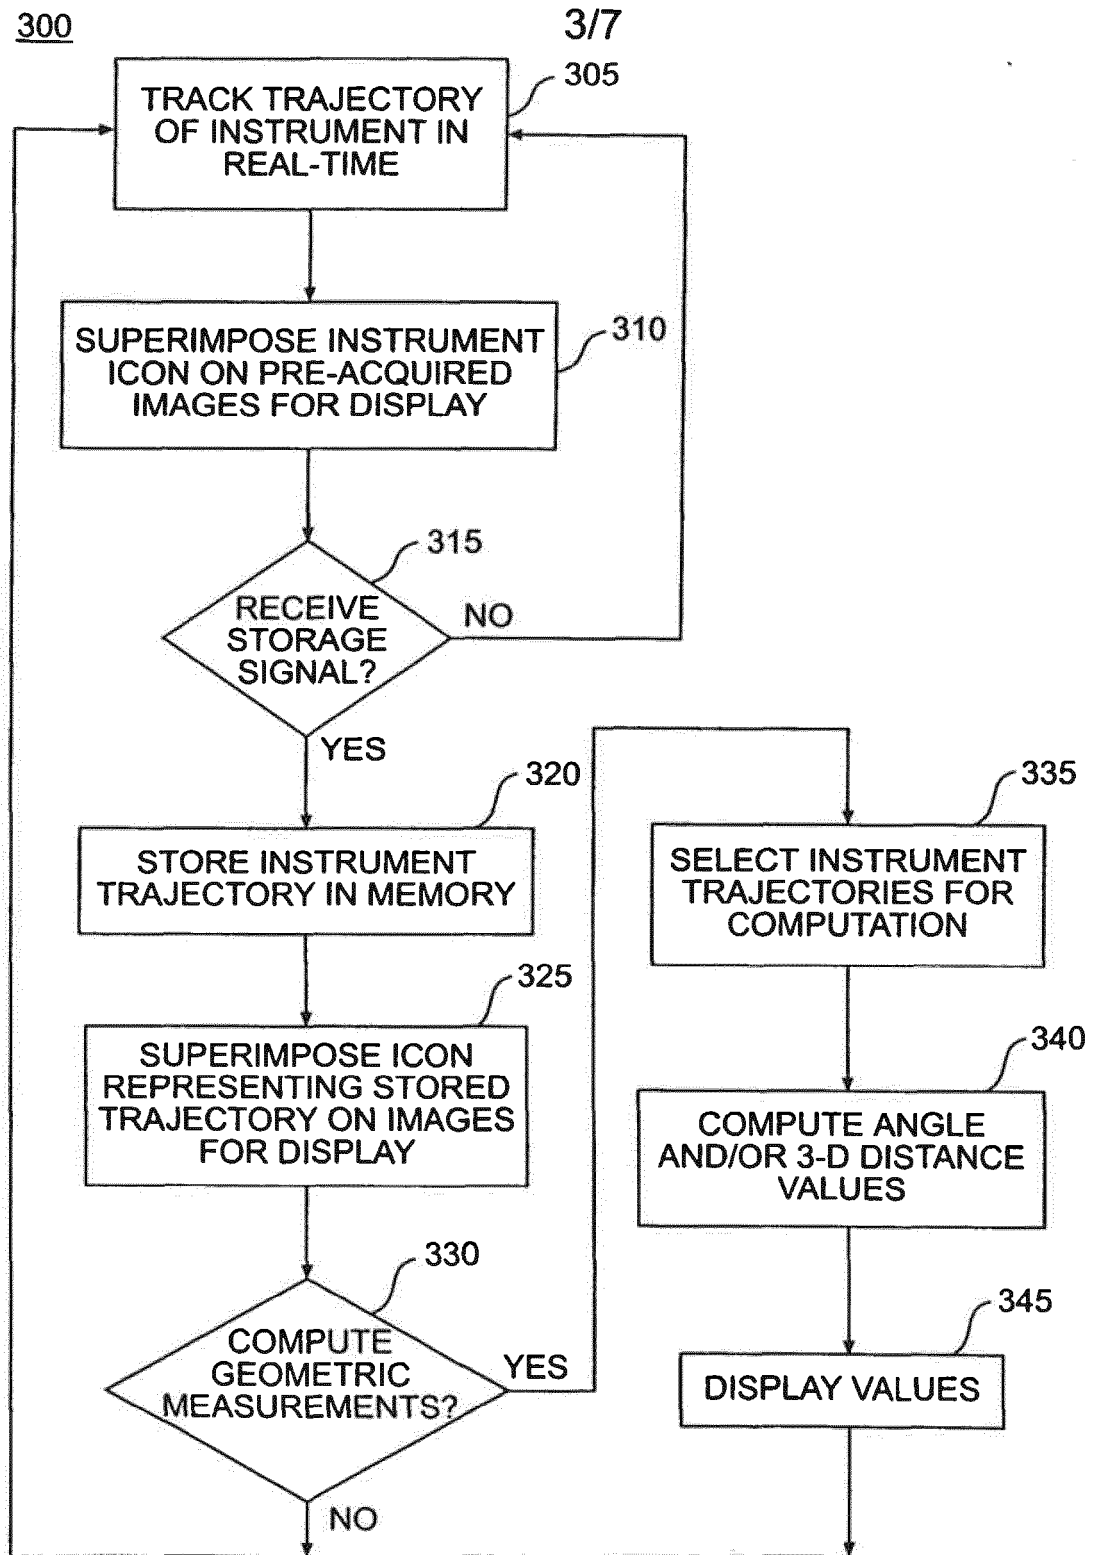 300
3/7
305
TRACK TRAJECTORY
OF INSTRUMENT IN
REAL-TIME
310
SUPERIMPOSE INSTRUMENT
ICON ON PRE-ACQUIRED
IMAGES FOR DISPLAY
315
RECEIVE
STORAGE
SIGNAL?
NO
YES
320
STORE INSTRUMENT
TRAJECTORY IN MEMORY
325
SUPERIMPOSE ICON
REPRESENTING STORED
TRAJECTORY ON IMAGES
FOR DISPLAY
330
COMPUTE
GEOMETRIC
MEASUREMENTS?
YES
NO
335
SELECT INSTRUMENT
TRAJECTORIES FOR
COMPUTATION
340
COMPUTE ANGLE
AND/OR 3-D DISTANCE
VALUES
345
DISPLAY VALUES